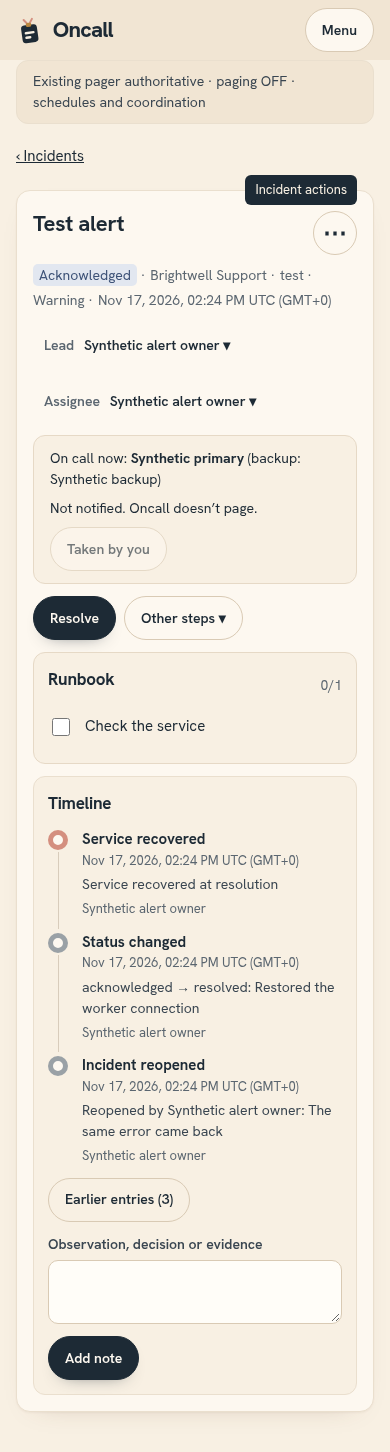 Oncall
Menu
Existing pager authoritative · paging OFF ·
schedules and coordination
‹ Incidents
Incident actions
Test alert
Acknowledged · Brightwell Support · test ·
Warning · Nov 17, 2026, 02:24 PM UTC (GMT+0)
Lead Synthetic alert owner ▾
Assignee Synthetic alert owner ▾
On call now: Synthetic primary (backup:
Synthetic backup)
Not notified. Oncall doesn’t page.
Taken by you
Resolve
Other steps ▾
Runbook
0/1
Check the service
Timeline
Service recovered
Nov 17, 2026, 02:24 PM UTC (GMT+0)
Service recovered at resolution
Synthetic alert owner
Status changed
Nov 17, 2026, 02:24 PM UTC (GMT+0)
acknowledged → resolved: Restored the
worker connection
Synthetic alert owner
Incident reopened
Nov 17, 2026, 02:24 PM UTC (GMT+0)
Reopened by Synthetic alert owner: The
same error came back
Synthetic alert owner
Earlier entries (3)
Observation, decision or evidence
Add note